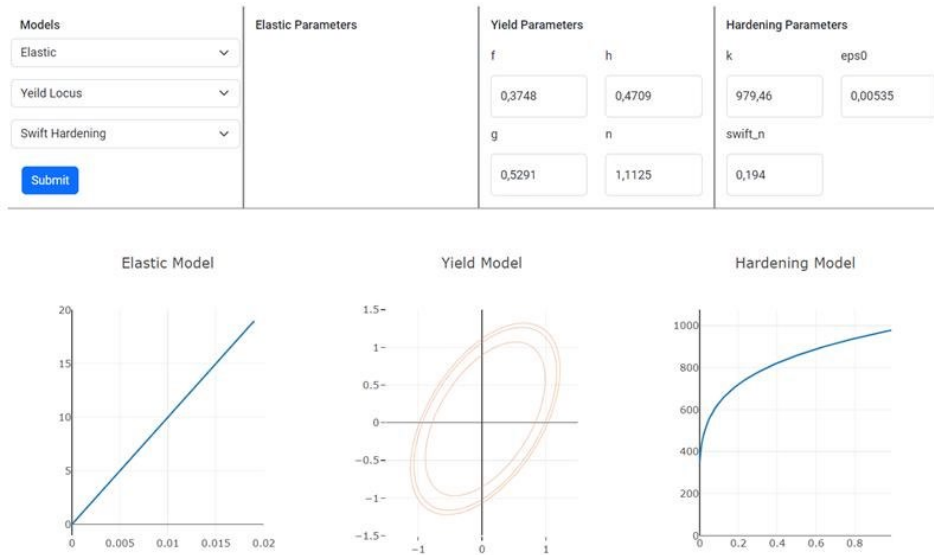 Models
Elastic
Yeild Locus
Swift Hardening
Submit
Elastic Parameters
Yield Parameters
f
h
0,3748
0,4709
g
n
0,5291
1,1125
Hardening Parameters
k
eps0
979,46
0,00535
swift_n
0,194
Elastic Model
20
15
10
5
0
0
0.005
0.01
0.015
0.02
Yield Model
1.5
1
0.5
0
−0.5
−1
−1.5
−1
0
1
Hardening Model
1000
800
600
400
200
0
0
0.2
0.4
0.6
0.8